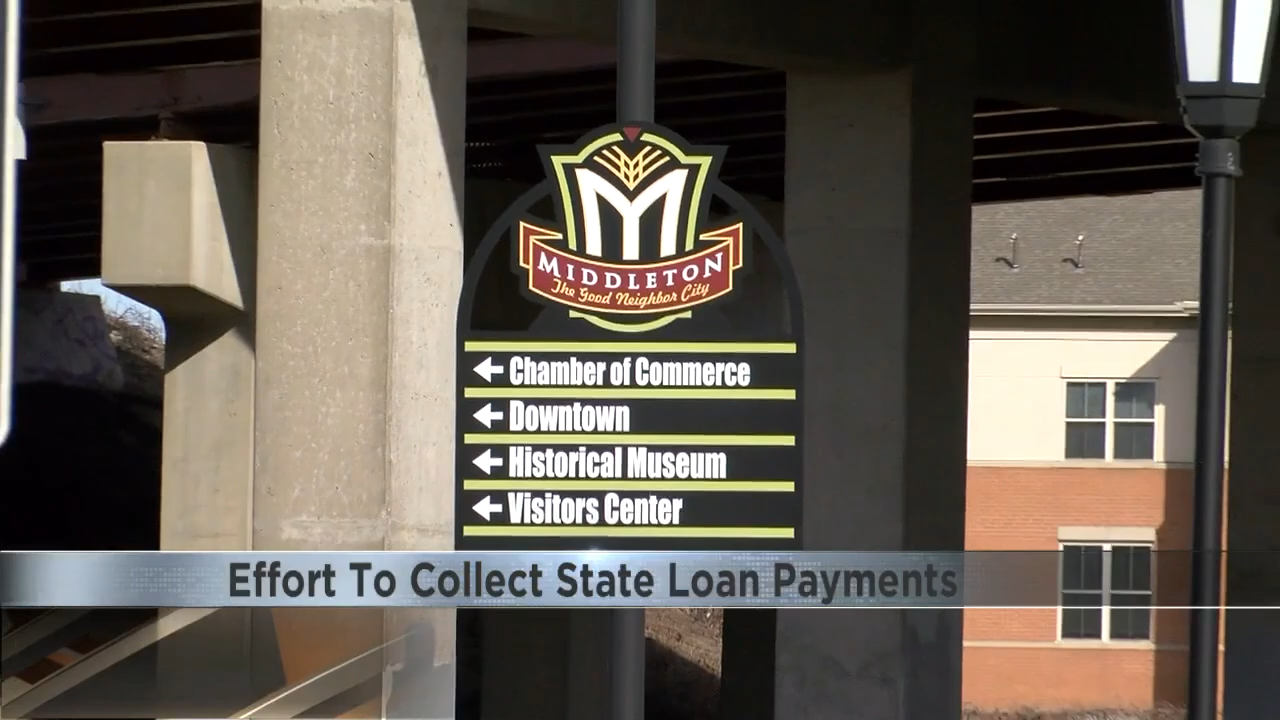 M
MIDDLETON
The Good Neighbor City
Chamber of Commerce
Downtown
Historical Museum
Visitors Center
Effort To Collect State Loan Payments